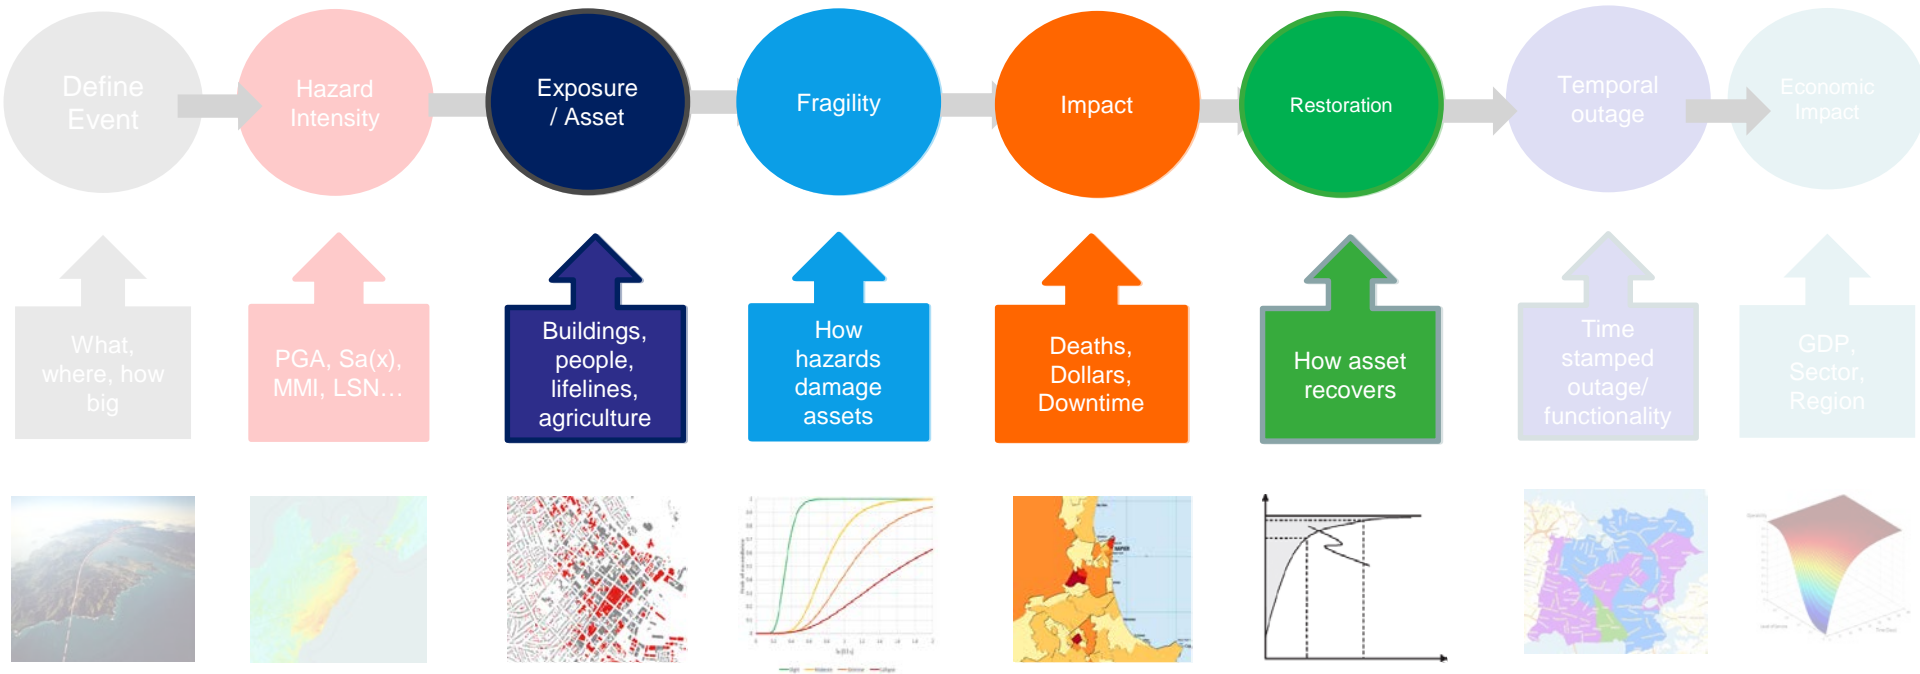 Define
Event
Hazard
Intensity
Exposure
/ Asset
Fragility
Impact
Restoration
Temporal
outage
Economic
Impact
What,
where, how
big
PGA, Sa(x),
MMI, LSN…
Buildings,
people,
lifelines,
agriculture
How
hazards
damage
assets
Deaths,
Dollars,
Downtime
How asset
recovers
Time
stamped
outage/
functionality
GDP,
Sector,
Region